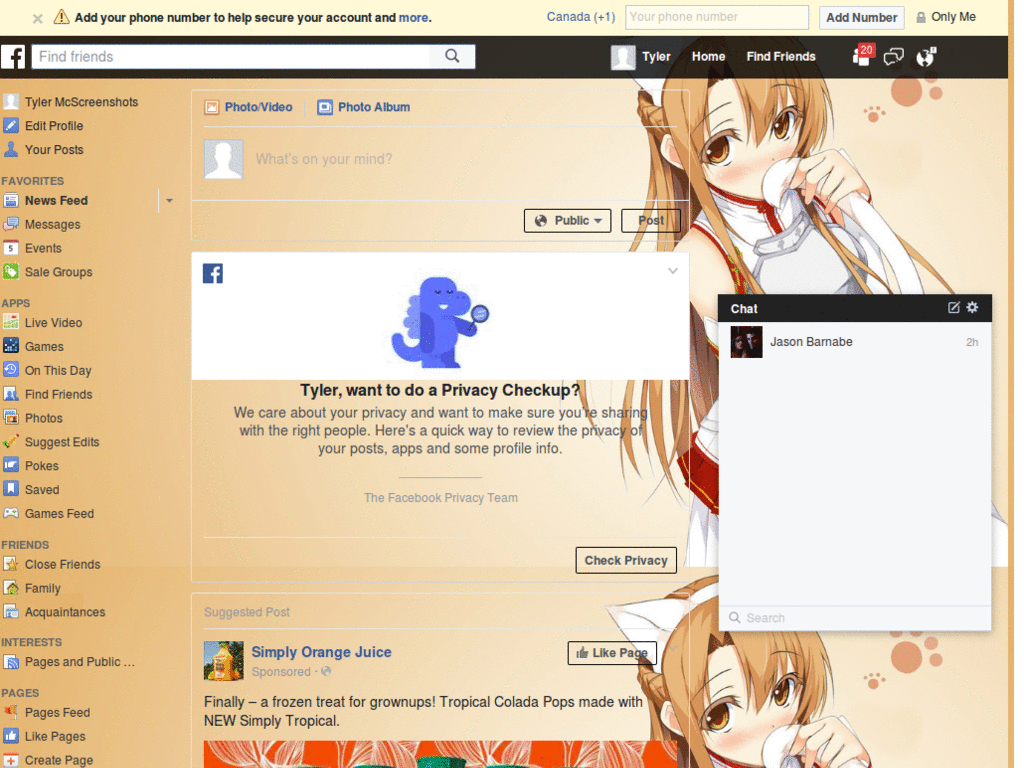 Add your phone number to help secure your account and more.
Canada (+1)
Your phone number
Add Number
Only Me
Find friends
Tyler
Home
Find Friends
20
Tyler McScreenshots
Edit Profile
Your Posts
FAVORITES
News Feed
Messages
Events
Sale Groups
APPS
Live Video
Games
On This Day
Find Friends
Photos
Suggest Edits
Pokes
Saved
Games Feed
FRIENDS
Close Friends
Family
Acquaintances
INTERESTS
Pages and Public ...
PAGES
Pages Feed
Like Pages
Create Page
Photo/Video
Photo Album
What's on your mind?
Public
Post
Tyler, want to do a Privacy Checkup?
We care about your privacy and want to make sure you're sharing
with the right people. Here's a quick way to review the privacy of
your posts, apps and some profile info.
The Facebook Privacy Team
Check Privacy
Suggested Post
Simply Orange Juice
Sponsored ·
Like Page
Finally – a frozen treat for grownups! Tropical Colada Pops made with
NEW Simply Tropical.
Chat
Jason Barnabe
2h
Search